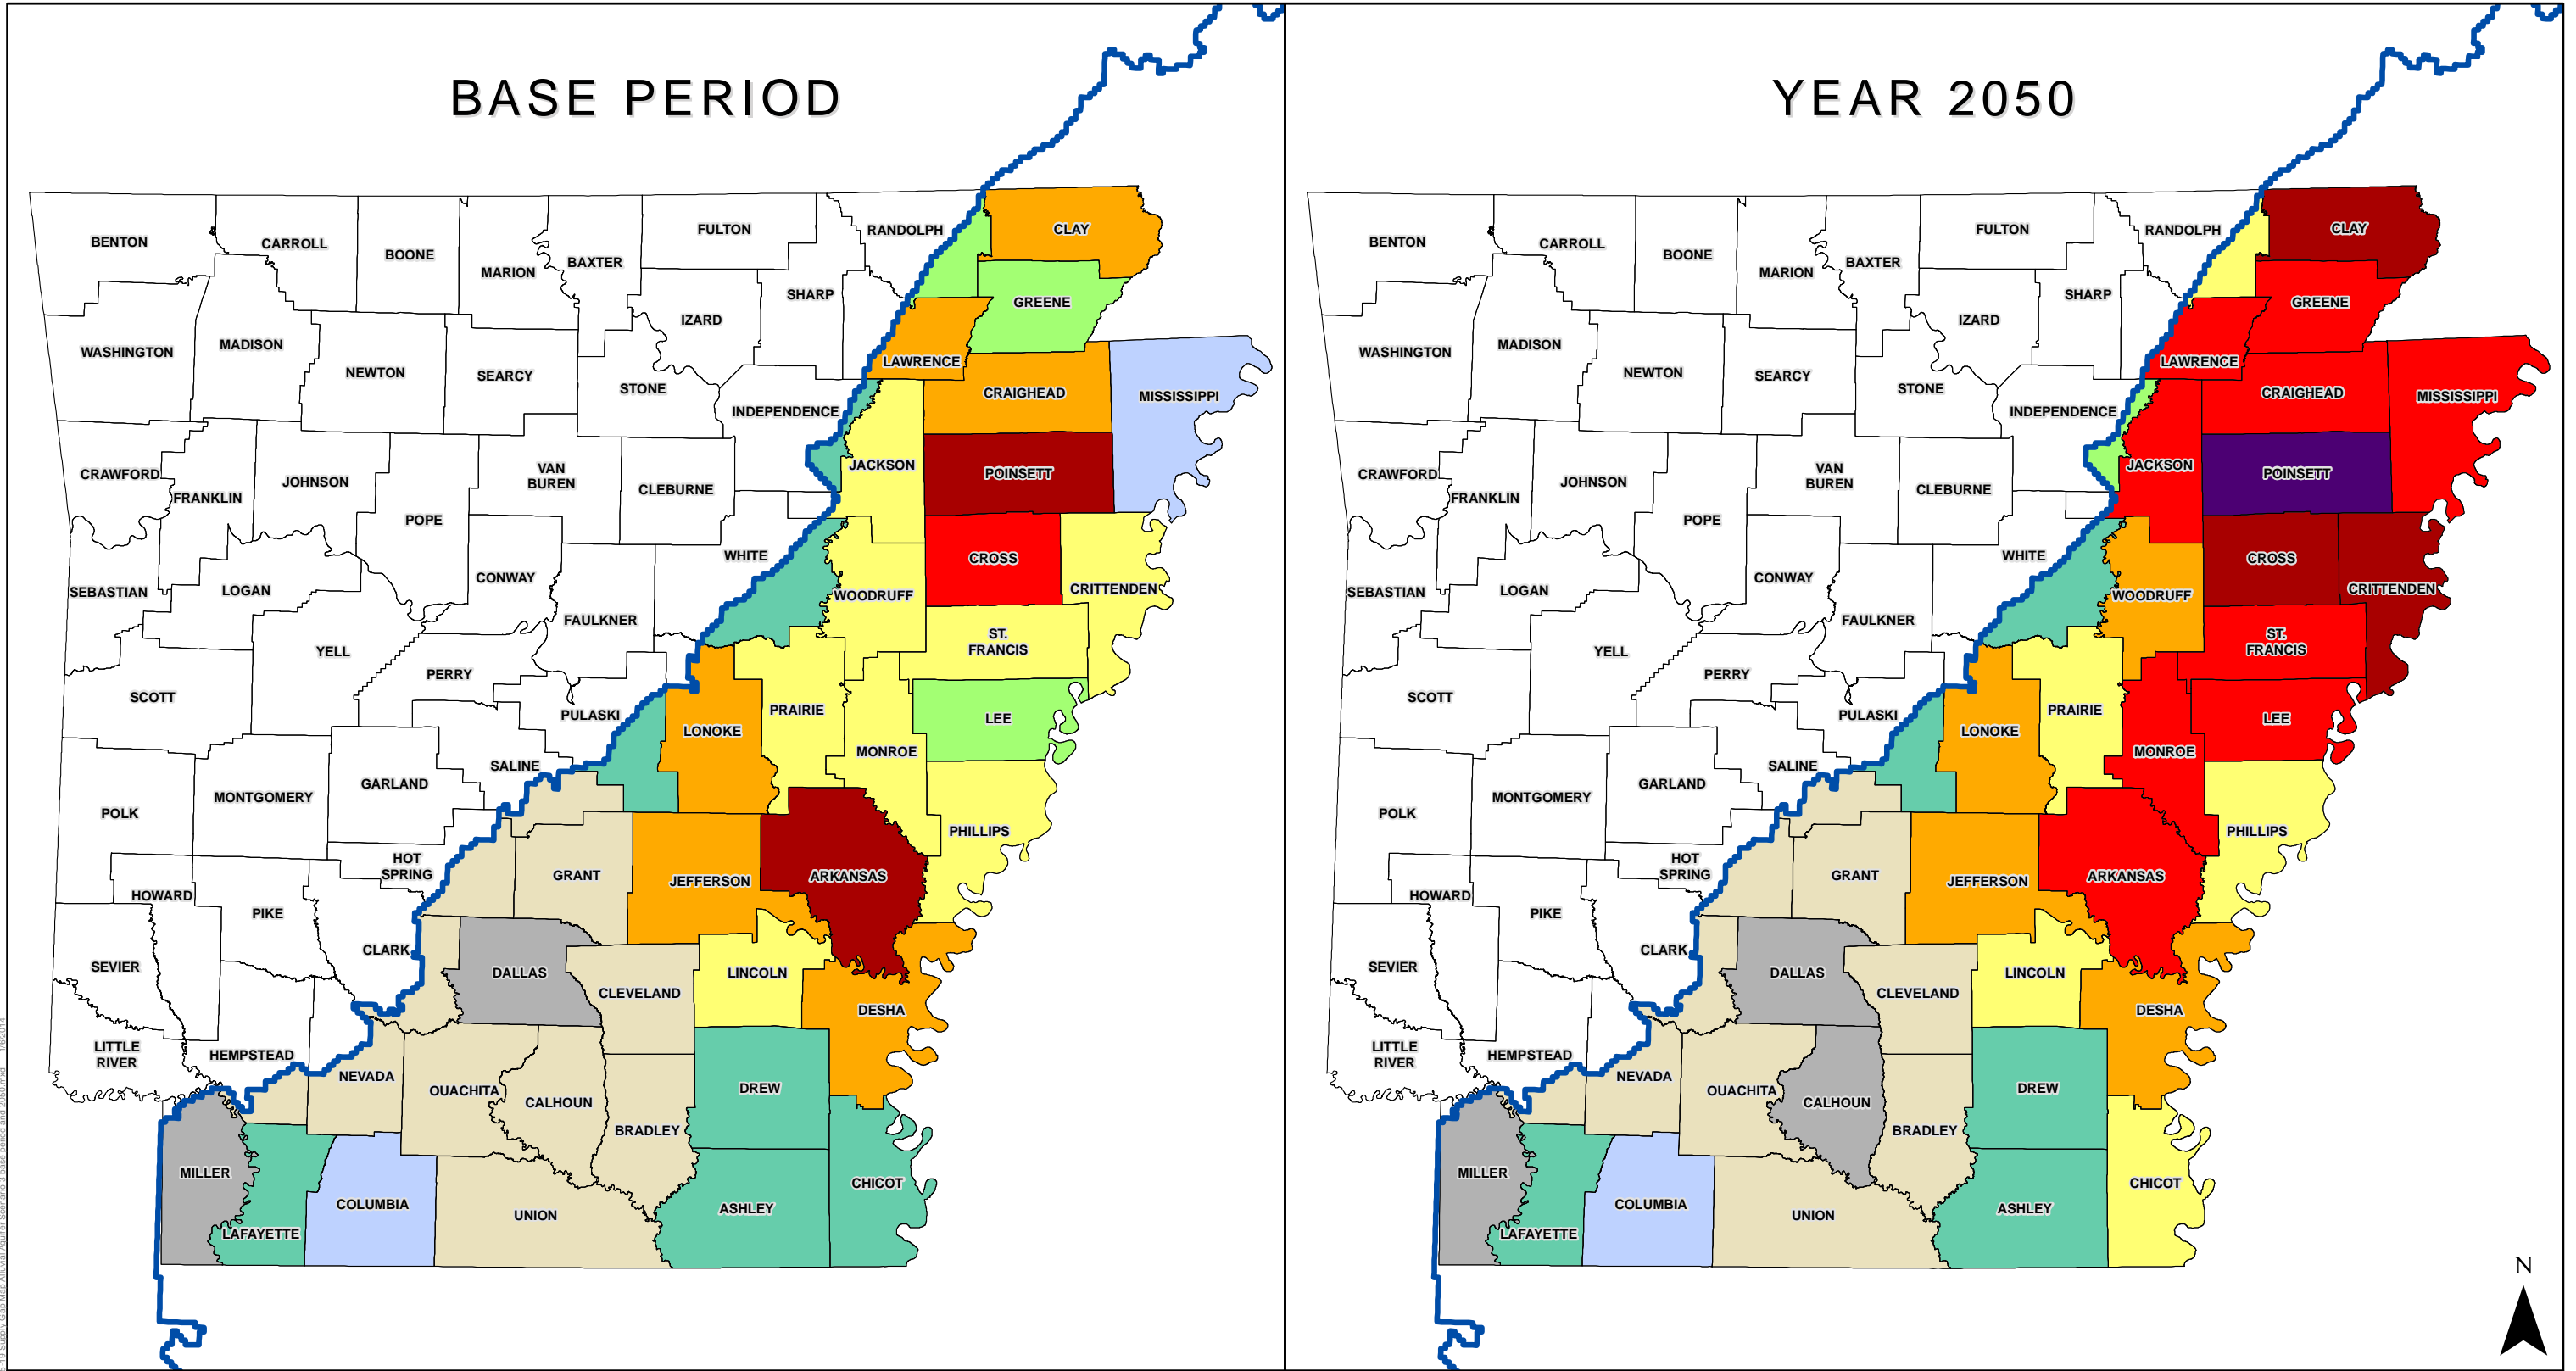 BASE PERIOD
BENTON
CARROLL
BOONE
MARION
BAXTER
FULTON
RANDOLPH
CLAY
SHARP
GREENE
IZARD
WASHINGTON
MADISON
NEWTON
SEARCY
STONE
LAWRENCE
INDEPENDENCE
CRAIGHEAD
MISSISSIPPI
CRAWFORD
FRANKLIN
JOHNSON
POPE
VAN
BUREN
CLEBURNE
JACKSON
POINSETT
WHITE
CROSS
SEBASTIAN
LOGAN
CONWAY
FAULKNER
WOODRUFF
CRITTENDEN
YELL
PERRY
ST.
FRANCIS
SCOTT
PULASKI
LONOKE
PRAIRIE
LEE
MONROE
SALINE
GARLAND
POLK
MONTGOMERY
HOT
SPRING
GRANT
JEFFERSON
ARKANSAS
PHILLIPS
HOWARD
PIKE
CLARK
SEVIER
DALLAS
CLEVELAND
LINCOLN
DESHA
LITTLE
RIVER
HEMPSTEAD
NEVADA
OUACHITA
CALHOUN
DREW
BRADLEY
MILLER
COLUMBIA
LAFAYETTE
UNION
ASHLEY
CHICOT
YEAR 2050
BENTON
CARROLL
BOONE
MARION
BAXTER
FULTON
RANDOLPH
CLAY
SHARP
GREENE
IZARD
WASHINGTON
MADISON
NEWTON
SEARCY
STONE
LAWRENCE
INDEPENDENCE
CRAIGHEAD
MISSISSIPPI
CRAWFORD
FRANKLIN
JOHNSON
POPE
VAN
BUREN
CLEBURNE
JACKSON
POINSETT
WHITE
CROSS
SEBASTIAN
LOGAN
CONWAY
FAULKNER
WOODRUFF
CRITTENDEN
YELL
PERRY
ST.
FRANCIS
SCOTT
PULASKI
LONOKE
PRAIRIE
LEE
MONROE
SALINE
GARLAND
POLK
MONTGOMERY
HOT
SPRING
GRANT
JEFFERSON
ARKANSAS
PHILLIPS
HOWARD
PIKE
CLARK
SEVIER
DALLAS
CLEVELAND
LINCOLN
DESHA
LITTLE
RIVER
HEMPSTEAD
NEVADA
OUACHITA
CALHOUN
DREW
BRADLEY
MILLER
COLUMBIA
LAFAYETTE
UNION
ASHLEY
CHICOT
N